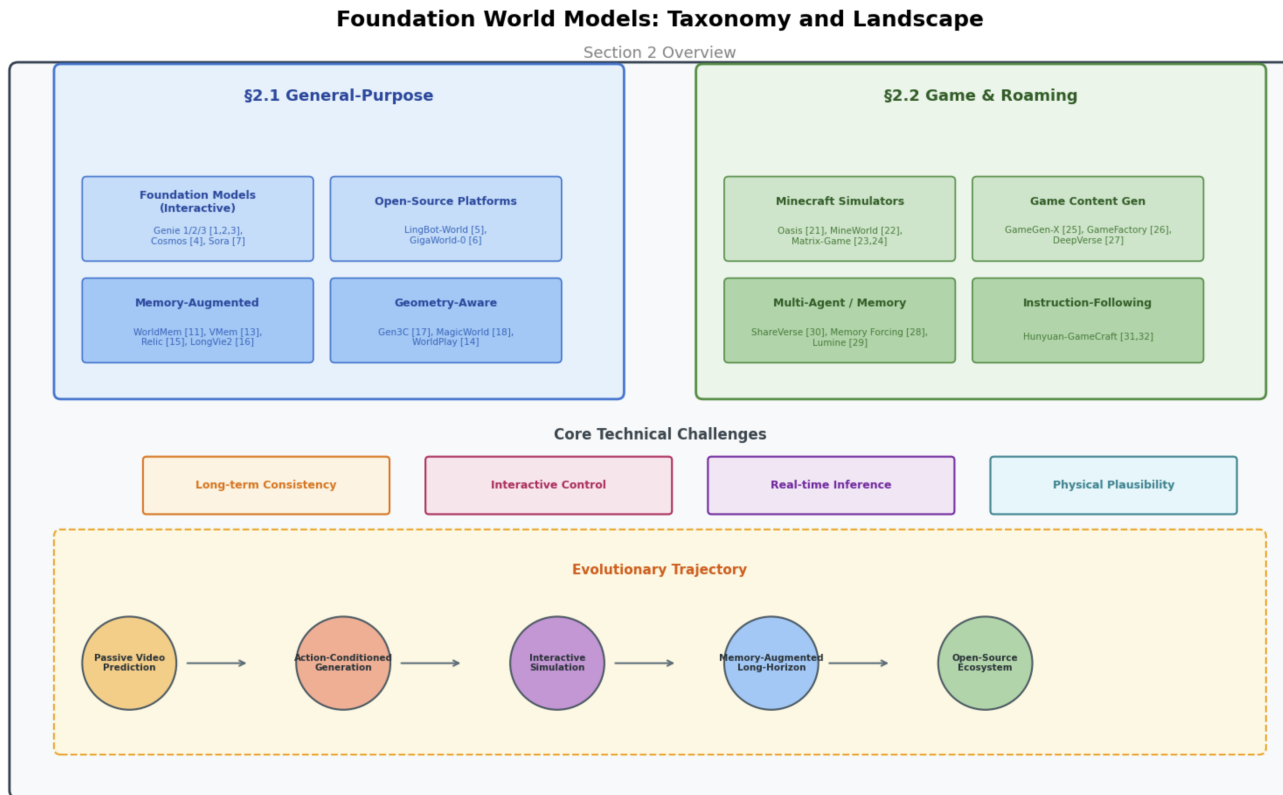 Foundation World Models: Taxonomy and Landscape
Section 2 Overview
§2.1 General-Purpose
Foundation Models
(Interactive)
Genie 1/2/3 [1,2,3],
Cosmos [4], Sora [7]
Open-Source Platforms
LingBot-World [5],
GigaWorld-0 [6]
Memory-Augmented
WorldMem [11], VMem [13],
Relic [15], LongVie2 [16]
Geometry-Aware
Gen3C [17], MagicWorld [18],
WorldPlay [14]
§2.2 Game & Roaming
Minecraft Simulators
Oasis [21], MineWorld [22],
Matrix-Game [23,24]
Game Content Gen
GameGen-X [25], GameFactory [26],
DeepVerse [27]
Multi-Agent / Memory
ShareVerse [30], Memory Forcing [28],
Lumine [29]
Instruction-Following
Hunyuan-GameCraft [31,32]
Core Technical Challenges
Long-term Consistency
Interactive Control
Real-time Inference
Physical Plausibility
Evolutionary Trajectory
Passive Video
Prediction
Action-Conditioned
Generation
Interactive
Simulation
Memory-Augmented
Long-Horizon
Open-Source
Ecosystem